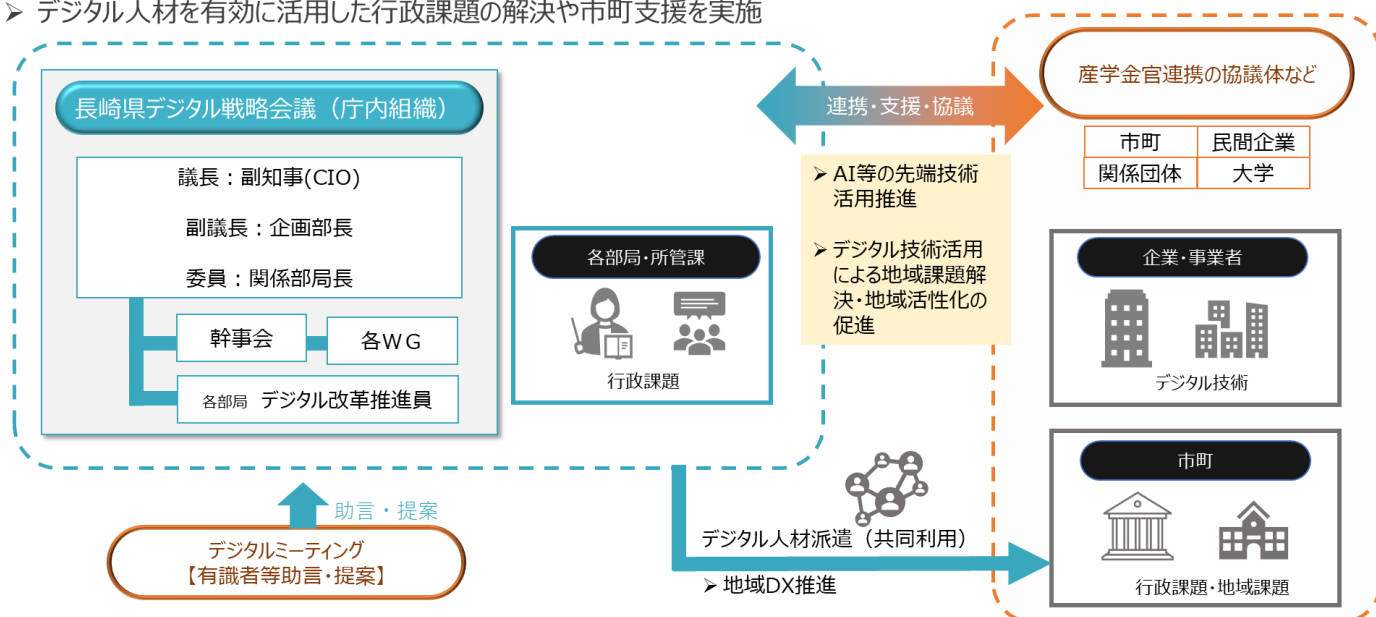 ➢ デジタル人材を有効に活用した行政課題の解決や市町支援を実施
長崎県デジタル戦略会議（庁内組織）
議長：副知事(CIO)
副議長：企画部長
委員：関係部局長
幹事会
各ＷＧ
各部局 デジタル改革推進員
各部局・所管課
行政課題
連携・支援・協議
➢ AI等の先端技術
活用推進
➢ デジタル技術活用
による地域課題解
決・地域活性化の
促進
産学金官連携の協議体など
市町 民間企業
関係団体 大学
企業・事業者
デジタル技術
市町
行政課題・地域課題
助言・提案
デジタルミーティング
【有識者等助言・提案】
デジタル人材派遣（共同利用）
➢ 地域DX推進